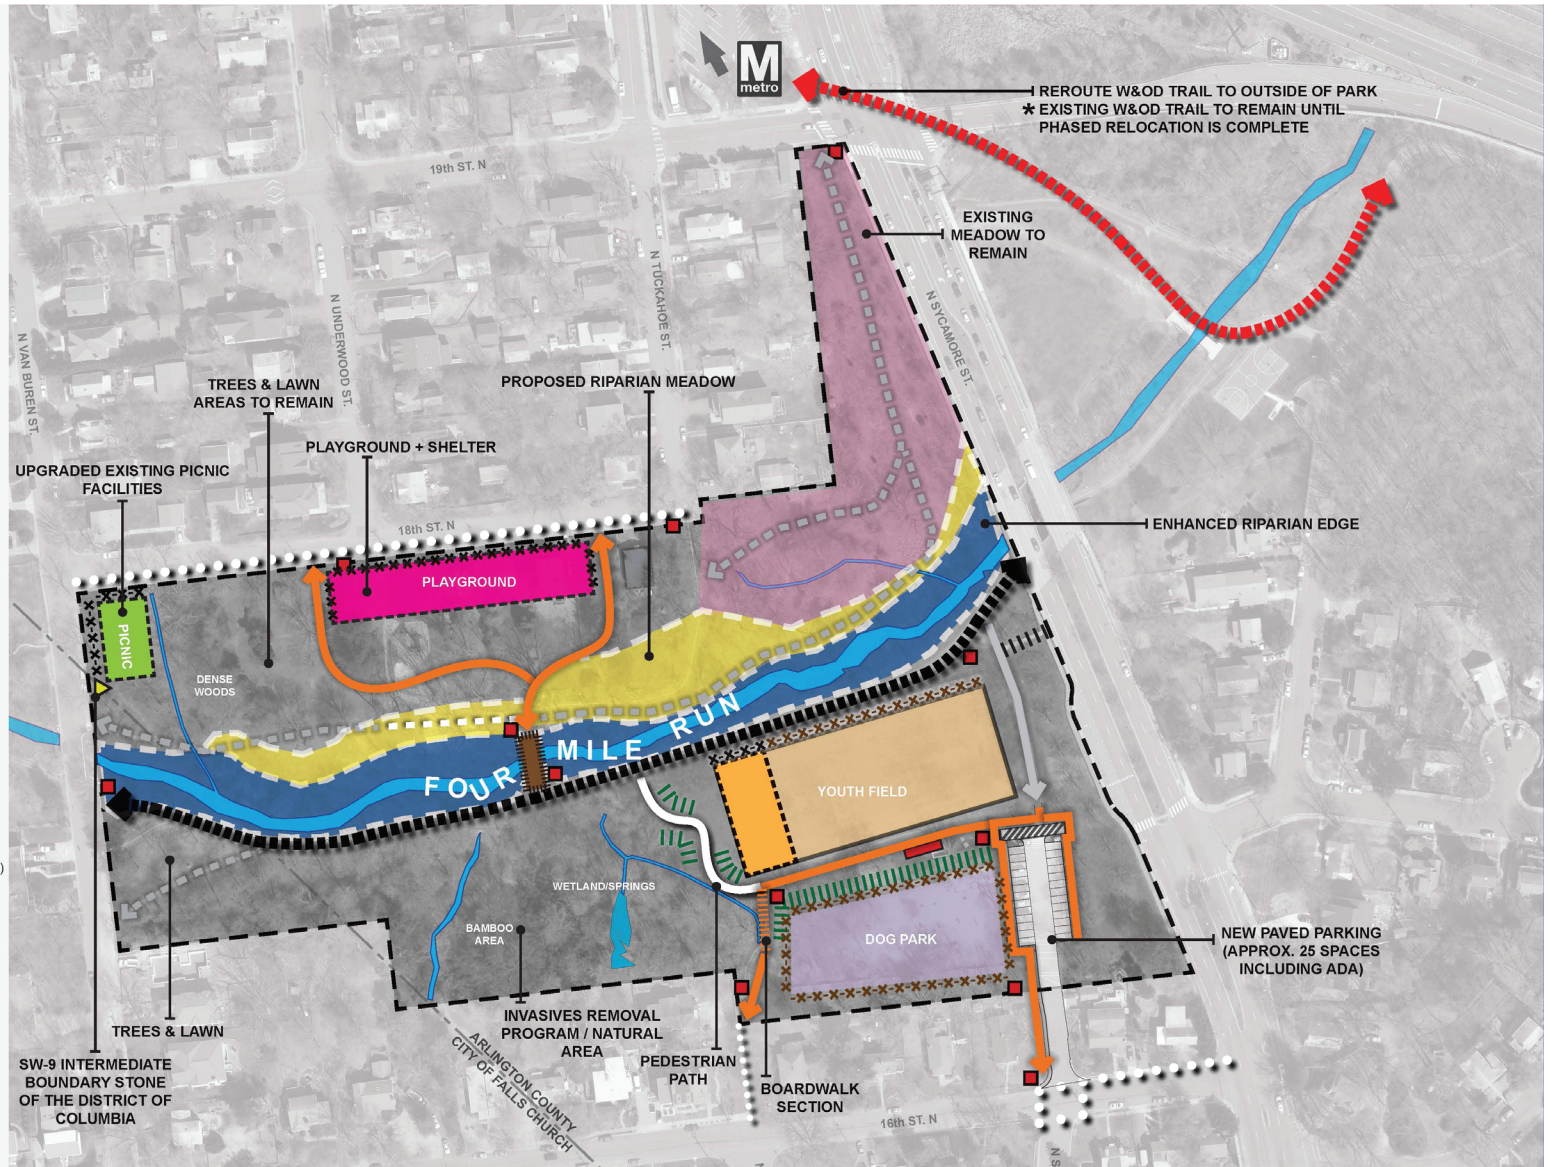 M
metro
REROUTE W&OD TRAIL TO OUTSIDE OF PARK
* EXISTING W&OD TRAIL TO REMAIN UNTIL
PHASED RELOCATION IS COMPLETE
19th ST. N
EXISTING
MEADOW TO
REMAIN
N TUCKAHOE ST.
N UNDERWOOD ST.
N VAN BUREN ST.
N SYCAMORE ST.
TREES & LAWN
AREAS TO REMAIN
PROPOSED RIPARIAN MEADOW
PLAYGROUND + SHELTER
UPGRADED EXISTING PICNIC
FACILITIES
18th ST. N
ENHANCED RIPARIAN EDGE
PLAYGROUND
PICNIC
DENSE
WOODS
FOUR MILE RUN
YOUTH FIELD
)
WETLAND/SPRINGS
BAMBOO
AREA
DOG PARK
NEW PAVED PARKING
(APPROX. 25 SPACES
INCLUDING ADA)
TREES & LAWN
INVASIVES REMOVAL
PROGRAM / NATURAL
AREA
PEDESTRIAN
PATH
BOARDWALK
SECTION
SW-9 INTERMEDIATE
BOUNDARY STONE
OF THE DISTRICT OF
COLUMBIA
ARLINGTON COUNTY
CITY OF FALLS CHURCH
16th ST. N
N S